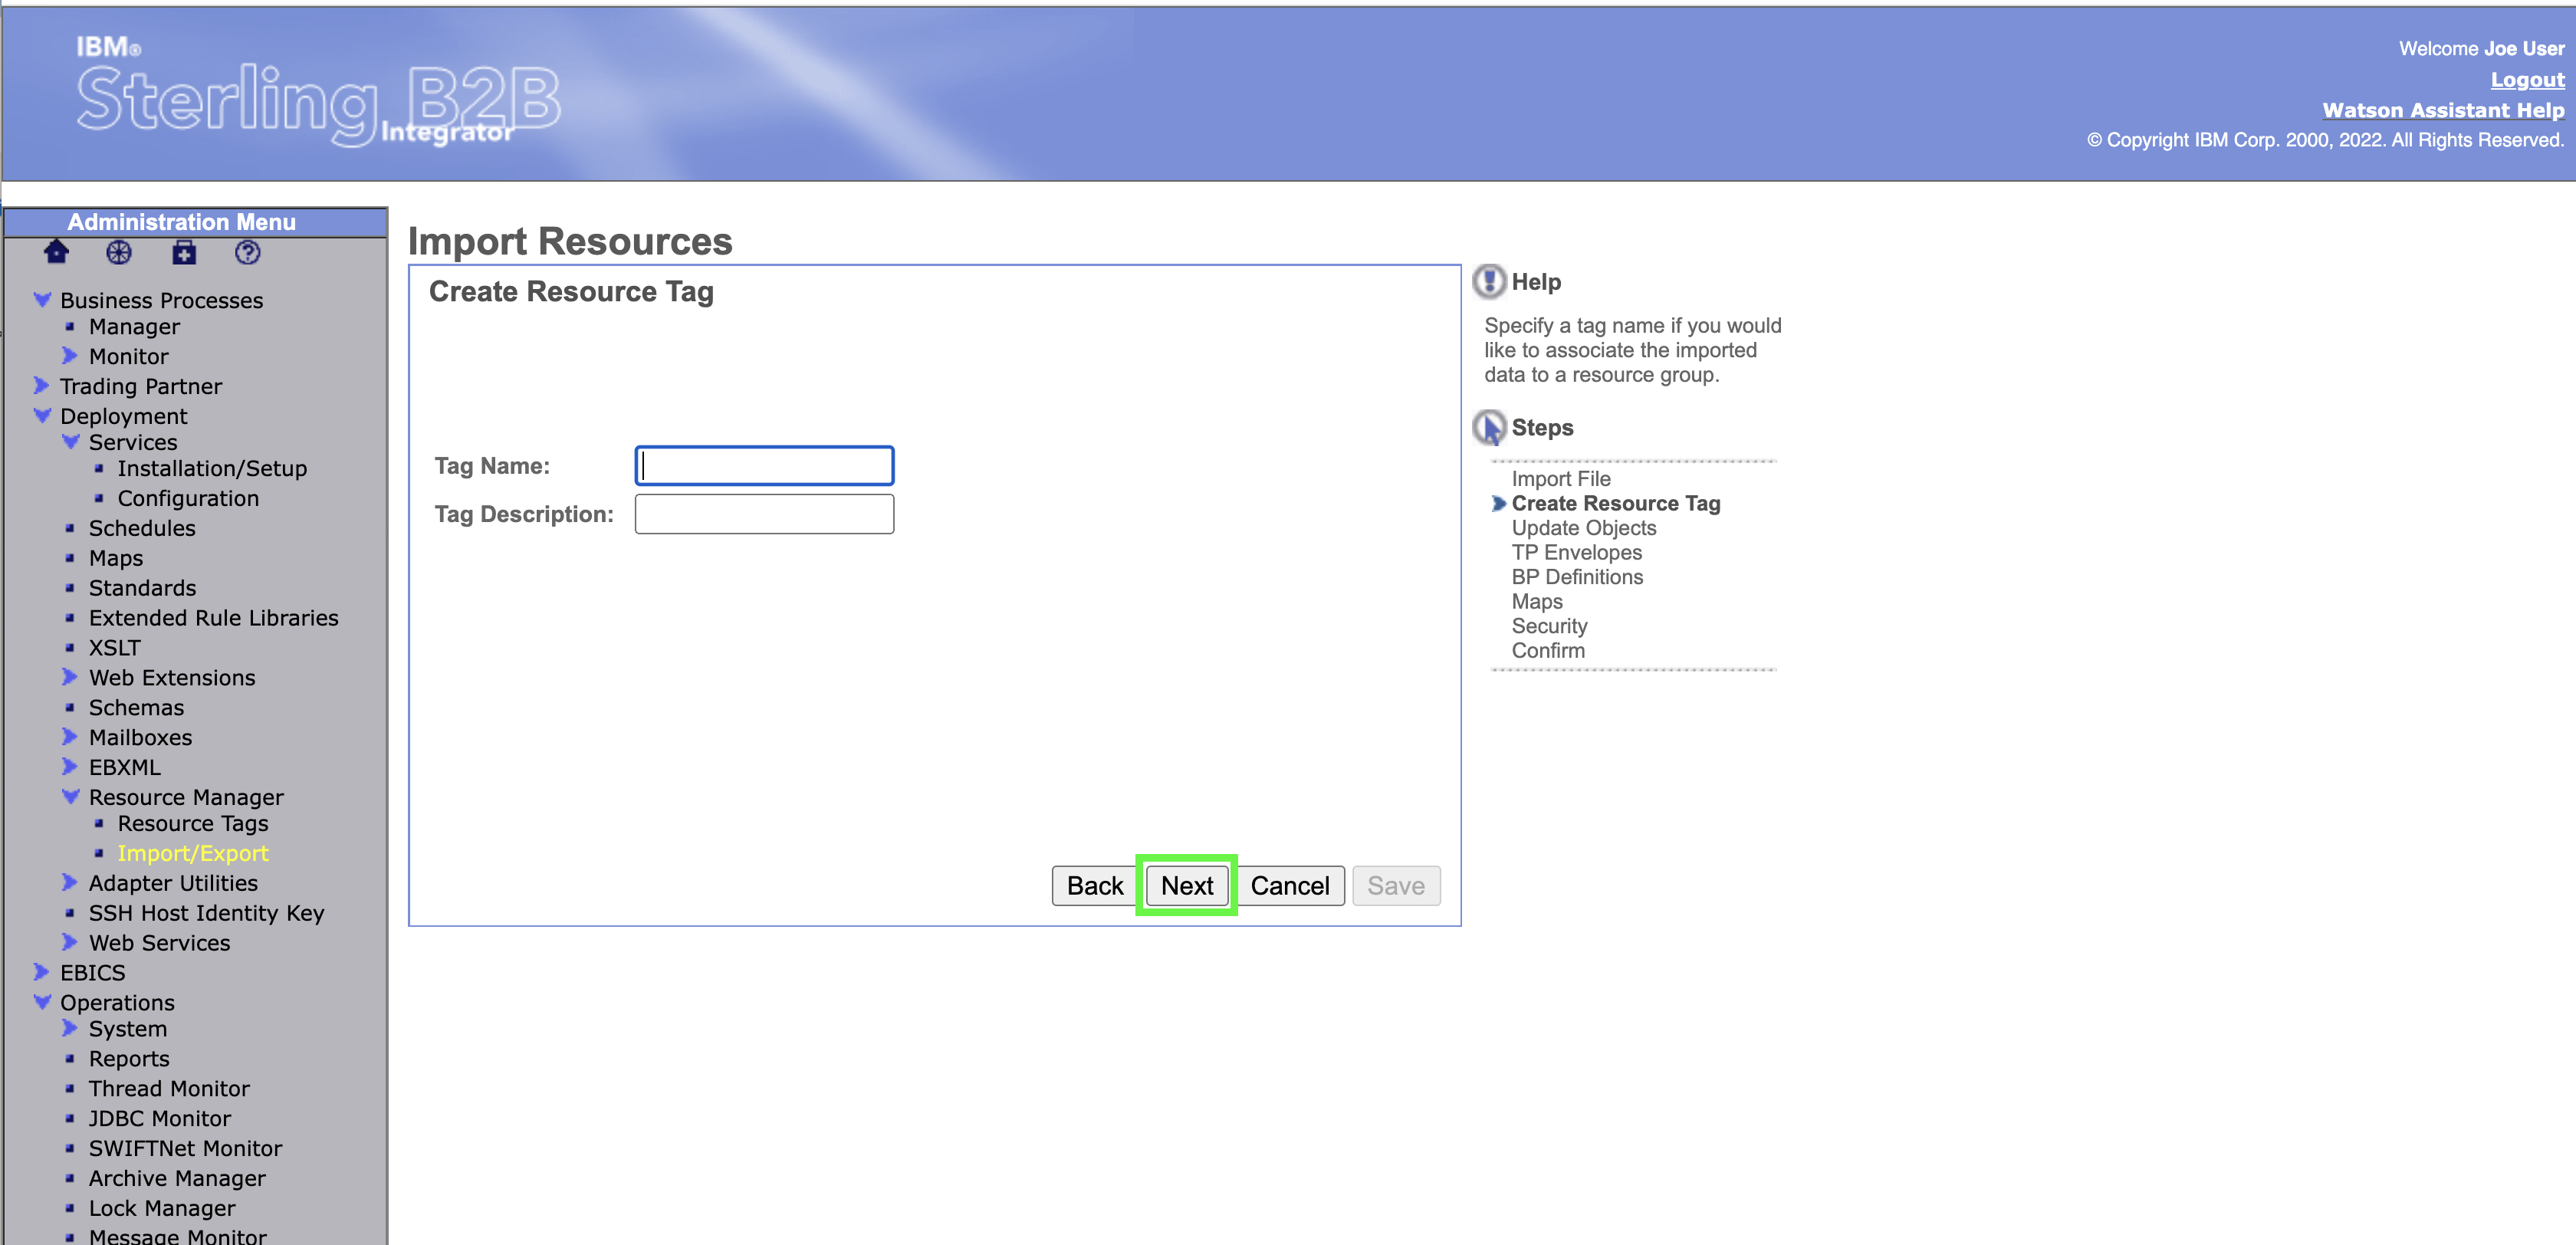 IBM®
Sterling B2B
Integrator
Welcome Joe User
Logout
Watson Assistant Help
© Copyright IBM Corp. 2000, 2022. All Rights Reserved.
Administration Menu
Business Processes
Manager
Monitor
Trading Partner
Deployment
Services
Installation/Setup
Configuration
Schedules
Maps
Standards
Extended Rule Libraries
XSLT
Web Extensions
Schemas
Mailboxes
EBXML
Resource Manager
Resource Tags
Import/Export
Adapter Utilities
SSH Host Identity Key
Web Services
EBICS
Operations
System
Reports
Thread Monitor
JDBC Monitor
SWIFTNet Monitor
Archive Manager
Lock Manager
Message Monitor
Import Resources
Create Resource Tag
Tag Name:
Tag Description:
Back Next Cancel Save
Help
Specify a tag name if you would
like to associate the imported
data to a resource group.
Steps
Import File
Create Resource Tag
Update Objects
TP Envelopes
BP Definitions
Maps
Security
Confirm